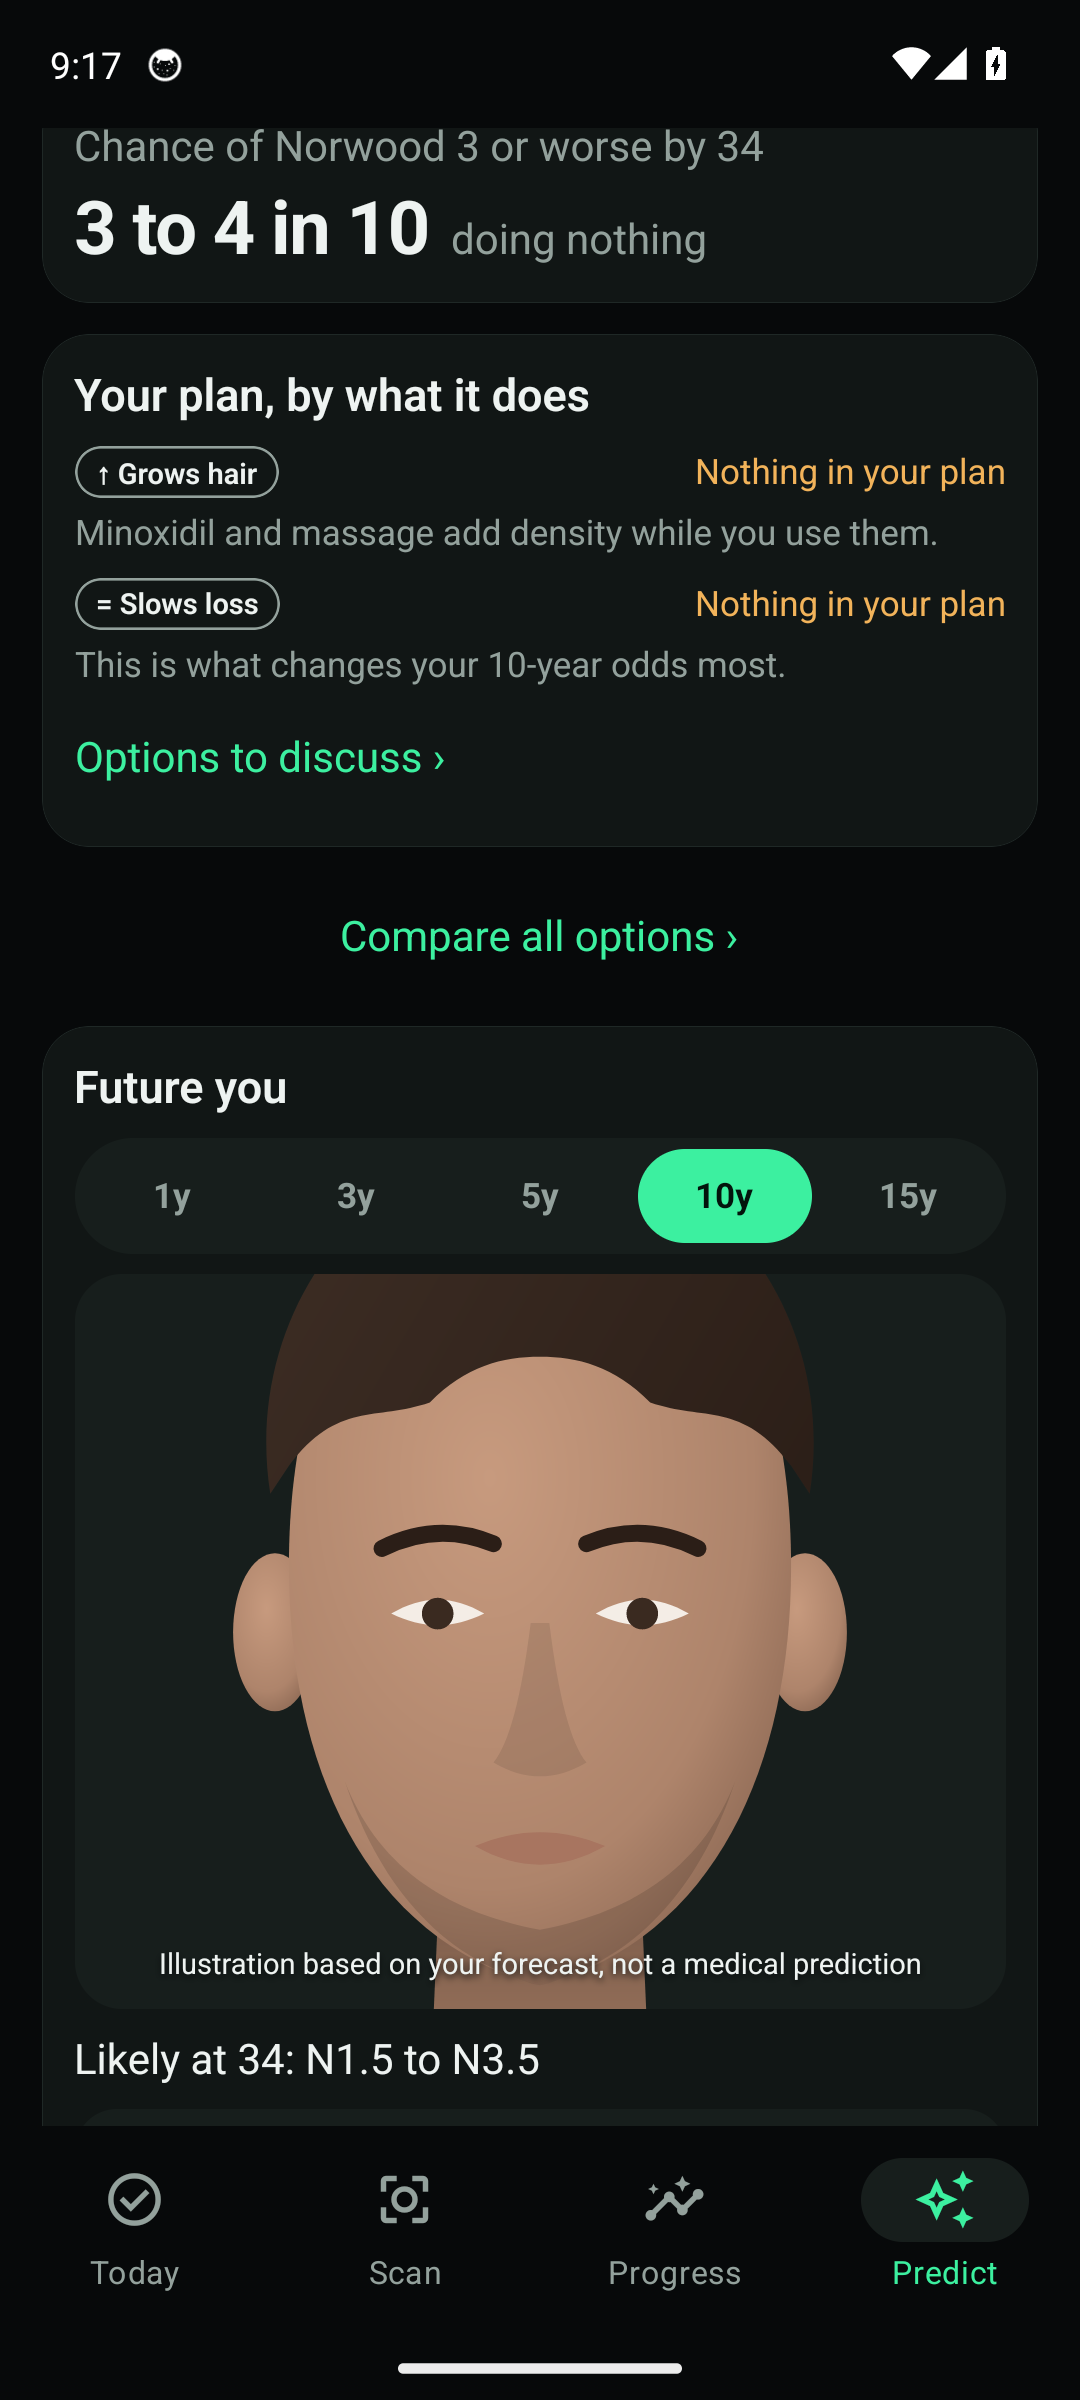 9:17
Chance of Norwood 3 or worse by 34
3 to 4 in 10 doing nothing
Your plan, by what it does
↑ Grows hair
Nothing in your plan
Minoxidil and massage add density while you use them.
= Slows loss
Nothing in your plan
This is what changes your 10-year odds most.
Options to discuss ›
Compare all options ›
Future you
1y 3y 5y 10y 15y
Illustration based on your forecast, not a medical prediction
Likely at 34: N1.5 to N3.5
Today Scan Progress Predict